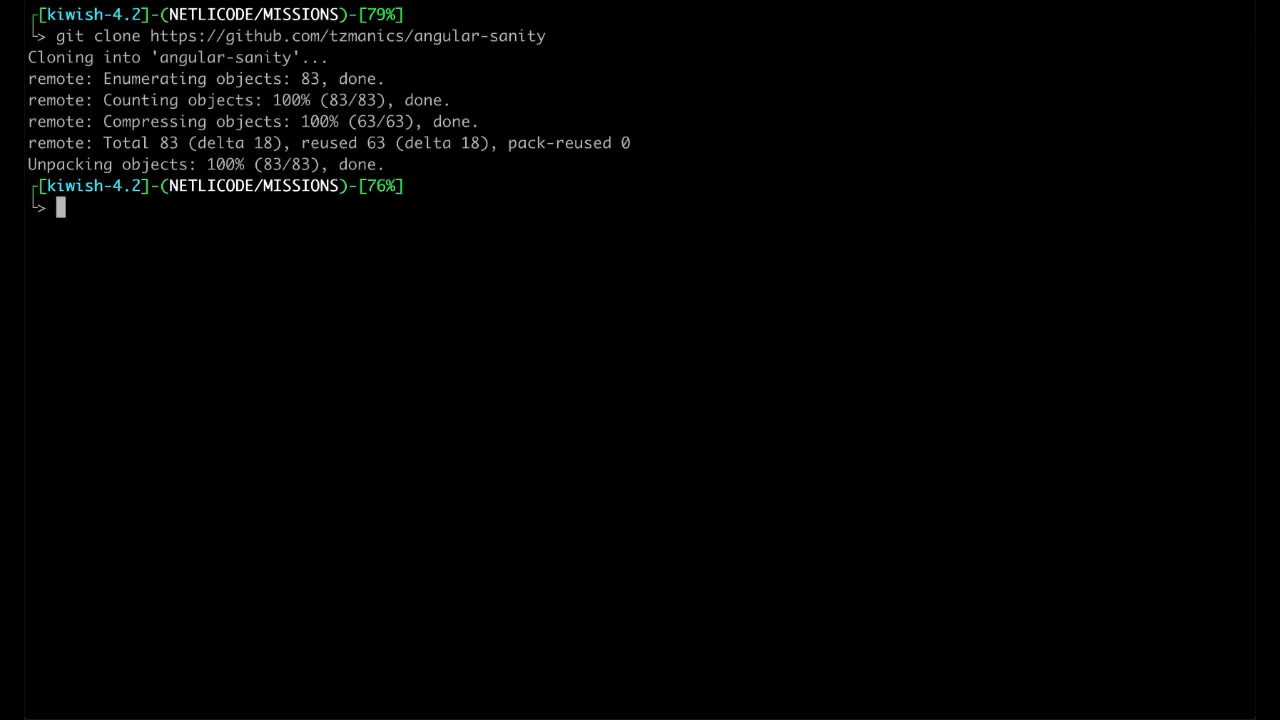 ┌[kiwish-4.2]-(NETLICODE/MISSIONS)-[79%]
└> git clone https://github.com/tzmanics/angular-sanity
Cloning into 'angular-sanity'...
remote: Enumerating objects: 83, done.
remote: Counting objects: 100% (83/83), done.
remote: Compressing objects: 100% (63/63), done.
remote: Total 83 (delta 18), reused 63 (delta 18), pack-reused 0
Unpacking objects: 100% (83/83), done.
┌[kiwish-4.2]-(NETLICODE/MISSIONS)-[76%]
└>